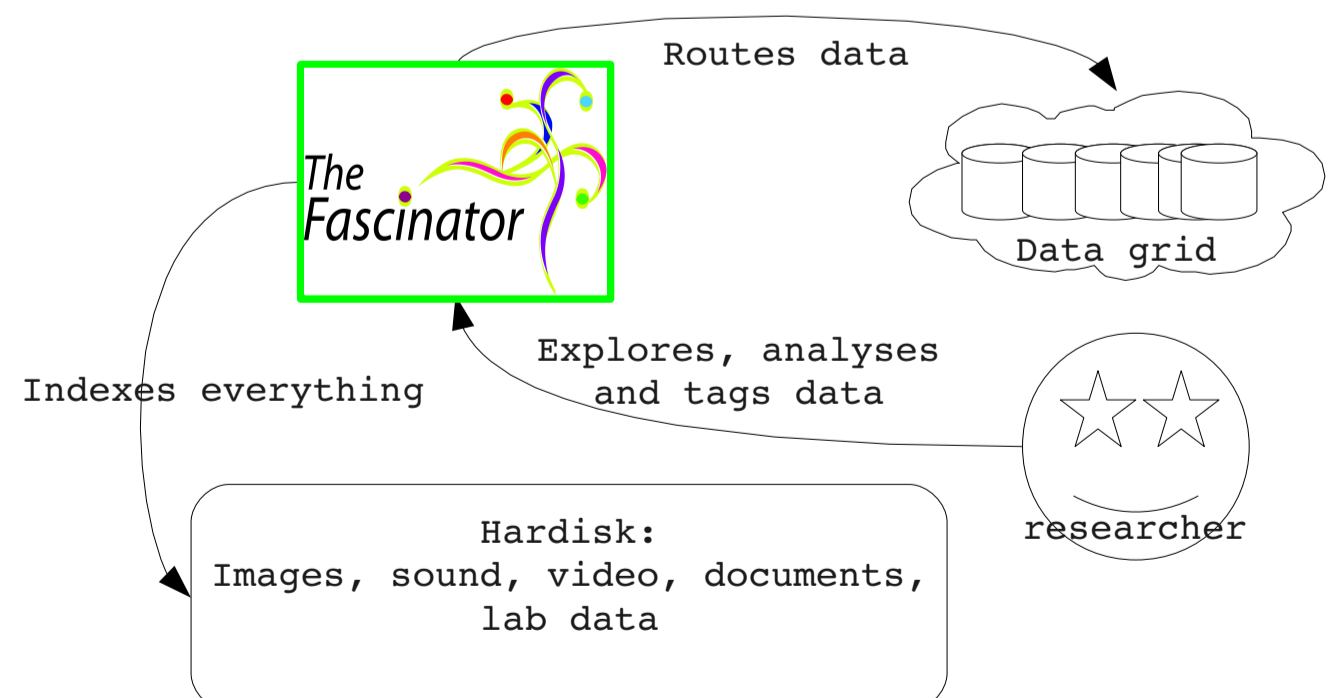 Routes data
The
Fascinator
Data grid
Explores, analyses
and tags data
Indexes everything
researcher
Hardisk:
Images, sound, video, documents,
lab data